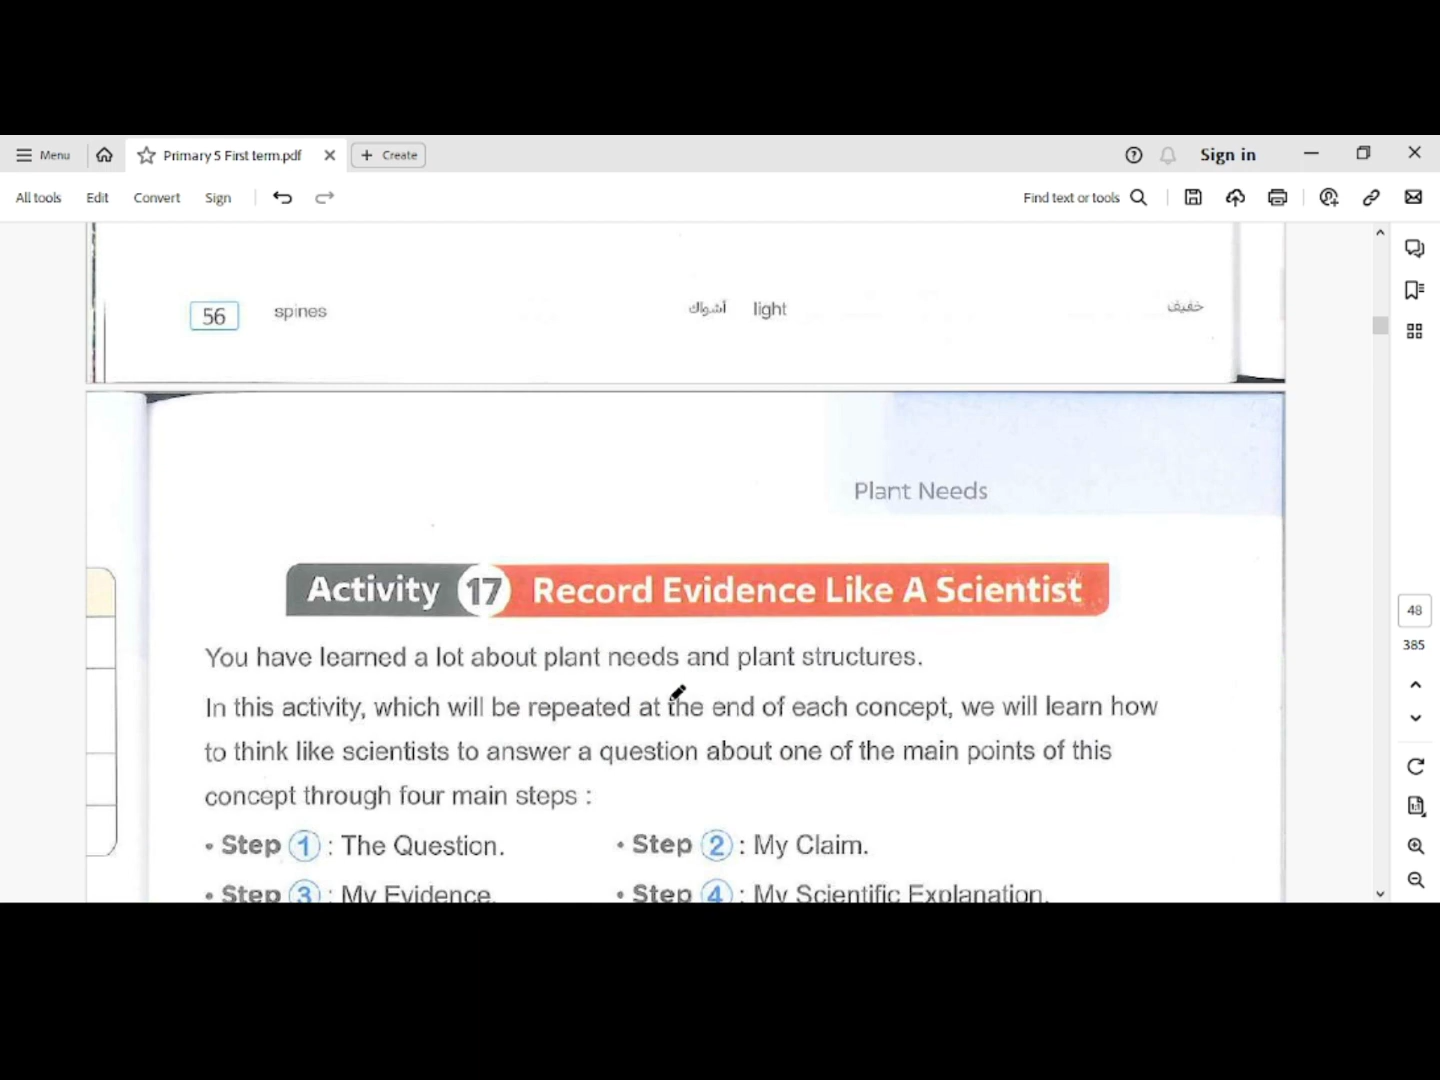 Menu
Primary 5 First term.pdf
Create
Sign in
All tools
Edit
Convert
Sign
Find text or tools
56
spines
أشواك
light
خفيف
Plant Needs
Activity 17 Record Evidence Like A Scientist
You have learned a lot about plant needs and plant structures.
In this activity, which will be repeated at the end of each concept, we will learn how
to think like scientists to answer a question about one of the main points of this
concept through four main steps :
• Step 1 : The Question.
• Step 2 : My Claim.
• Step 3 : My Evidence.
• Step 4 : My Scientific Explanation.
48
385